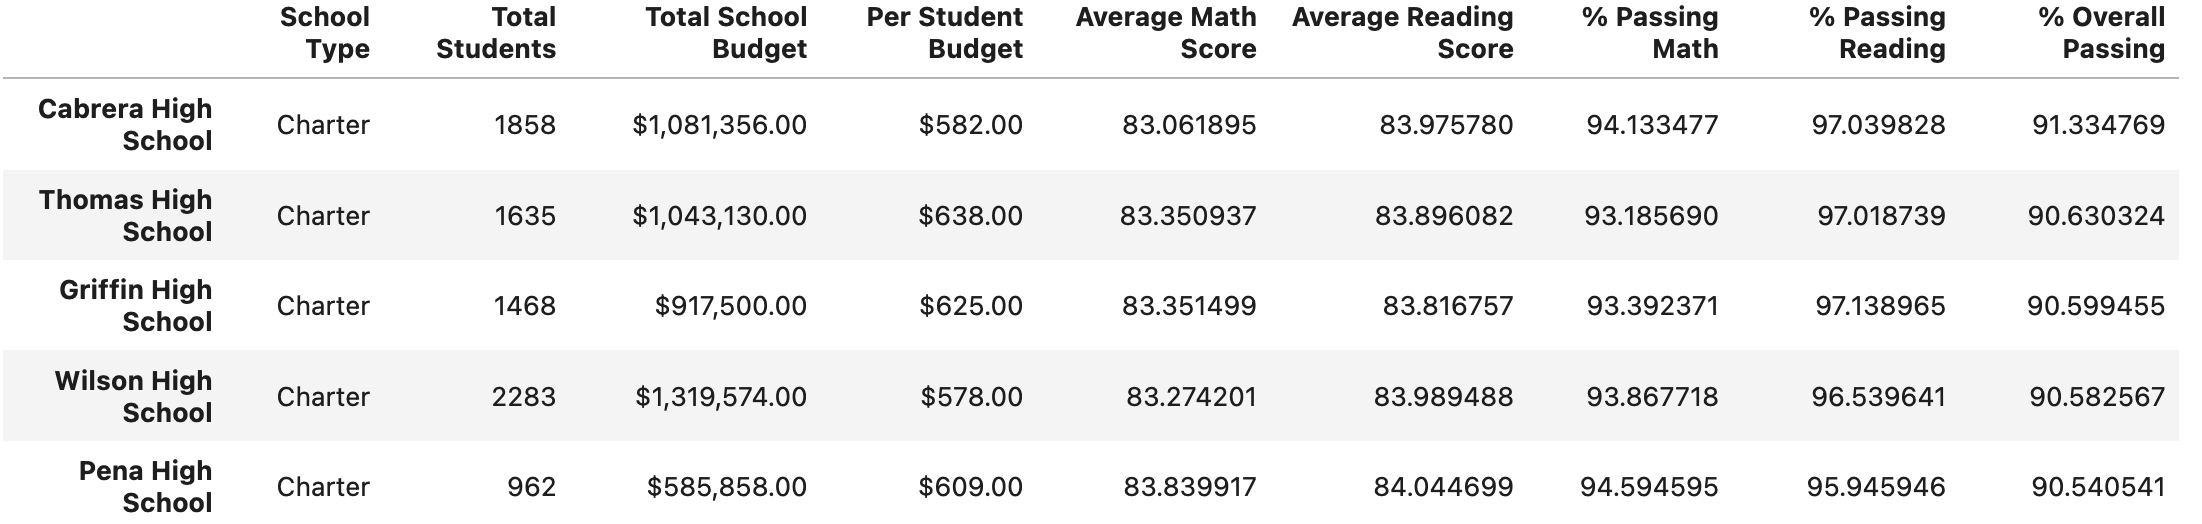 School Total Total School Per Student Average Math Average Reading % Passing % Passing % Overall
Type Students Budget Budget Score Score Math Reading Passing
Cabrera High
School Charter 1858 $1,081,356.00 $582.00 83.061895 83.975780 94.133477 97.039828 91.334769
Thomas High
School Charter 1635 $1,043,130.00 $638.00 83.350937 83.896082 93.185690 97.018739 90.630324
Griffin High
School Charter 1468 $917,500.00 $625.00 83.351499 83.816757 93.392371 97.138965 90.599455
Wilson High
School Charter 2283 $1,319,574.00 $578.00 83.274201 83.989488 93.867718 96.539641 90.582567
Pena High
School Charter 962 $585,858.00 $609.00 83.839917 84.044699 94.594595 95.945946 90.540541